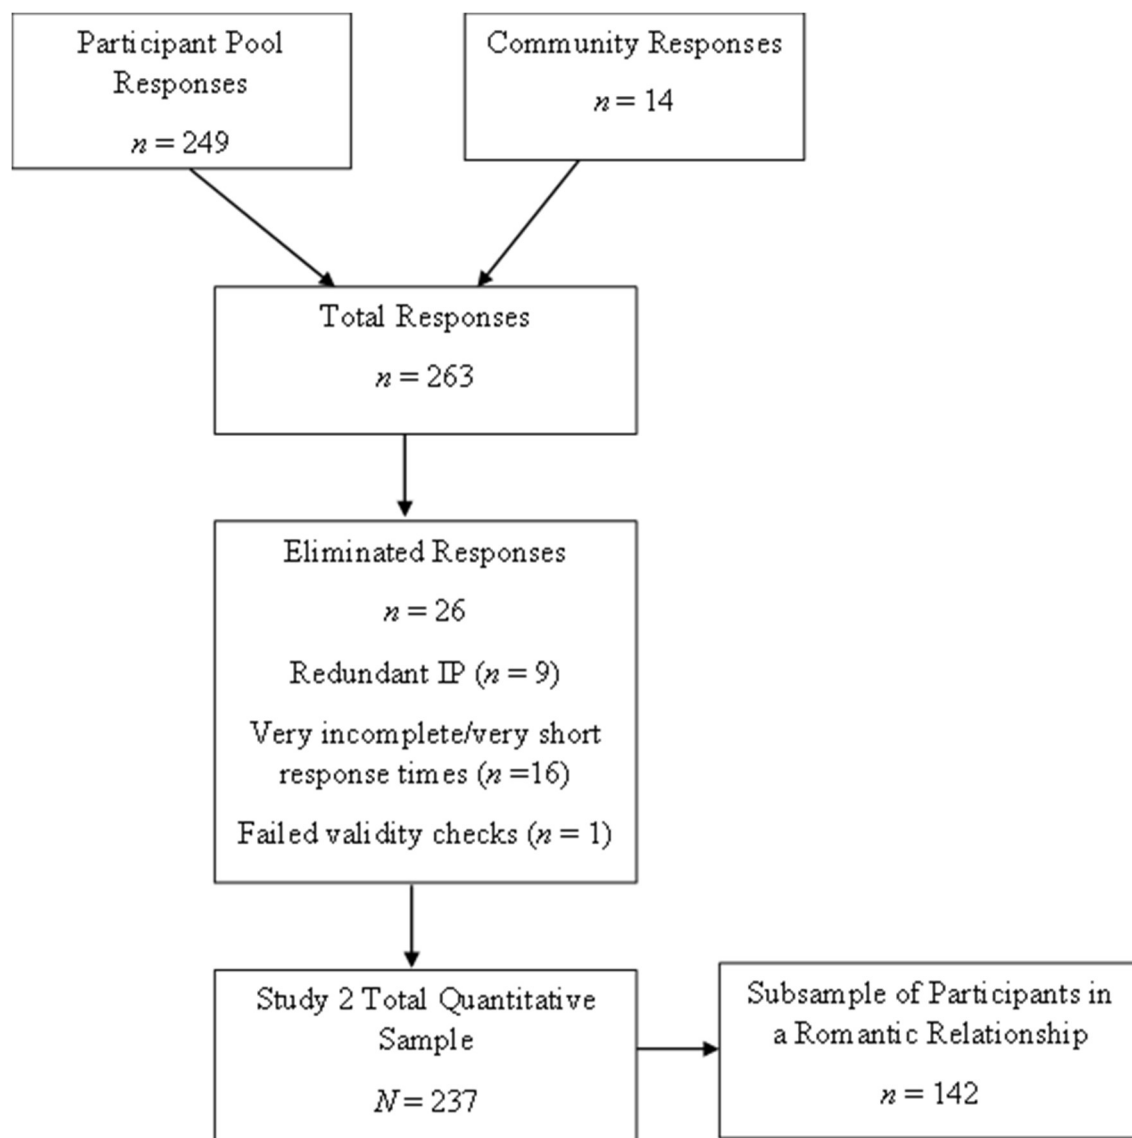 Participant Pool
Responses
n = 249
Community Responses
n = 14
Total Responses
n = 263
Eliminated Responses
n = 26
Redundant IP (n = 9)
Very incomplete/very short
response times (n =16)
Failed validity checks (n = 1)
Study 2 Total Quantitative
Sample
N = 237
Subsample of Participants in
a Romantic Relationship
n = 142